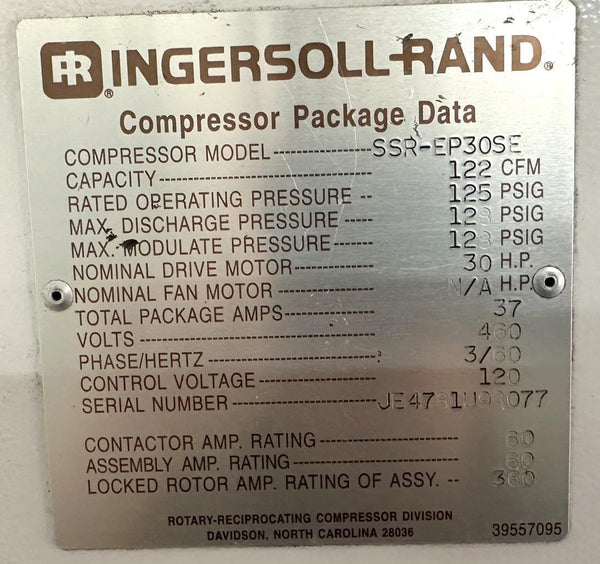 IR INGERSOLL-RAND®
Compressor Package Data
COMPRESSOR MODEL SSR-EP30SE
CAPACITY 122 CFM
RATED OPERATING PRESSURE 125 PSIG
MAX. DISCHARGE PRESSURE 128 PSIG
MAX. MODULATE PRESSURE 128 PSIG
NOMINAL DRIVE MOTOR 30 H.P.
NOMINAL FAN MOTOR N/A H.P.
TOTAL PACKAGE AMPS 37
VOLTS 460
PHASE/HERTZ 3/60
CONTROL VOLTAGE 120
SERIAL NUMBER
CONTACTOR AMP. RATING 60
ASSEMBLY AMP. RATING 60
LOCKED ROTOR AMP. RATING OF ASSY. 360
ROTARY-RECIPROCATING COMPRESSOR DIVISION
DAVIDSON, NORTH CAROLINA 28036
39557095